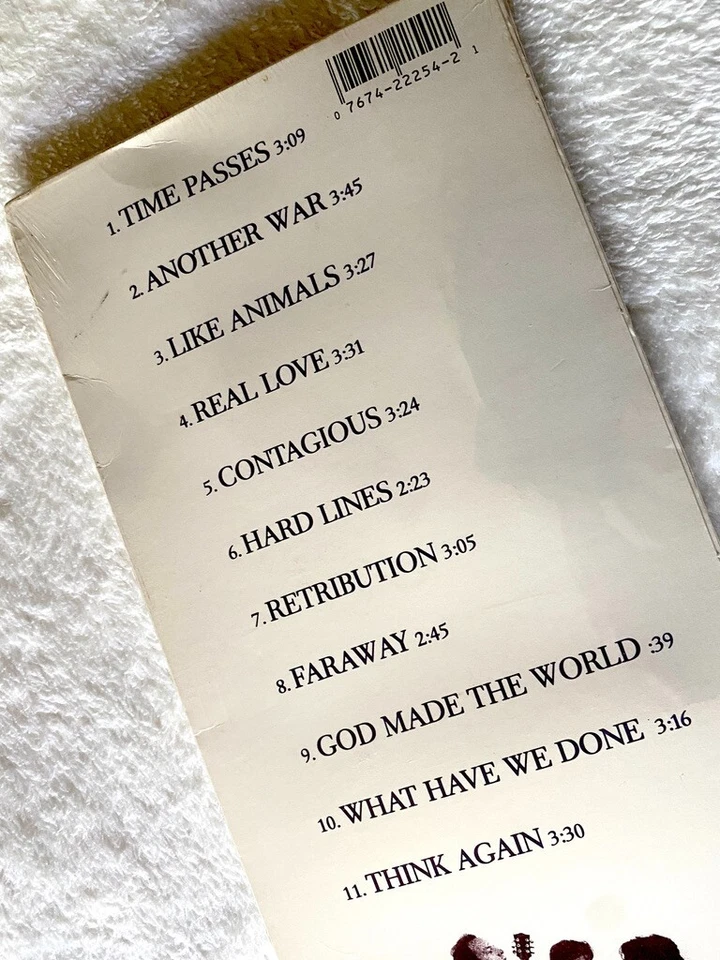 0 7674-22254-2 1
1. TIME PASSES 3:09
2. ANOTHER WAR 3:45
3. LIKE ANIMALS 3:27
4. REAL LOVE 3:31
5. CONTAGIOUS 3:24
6. HARD LINES 2:23
7. RETRIBUTION 3:05
8. FARAWAY 2:45
9. GOD MADE THE WORLD :39
10. WHAT HAVE WE DONE 3:16
11. THINK AGAIN 3:30